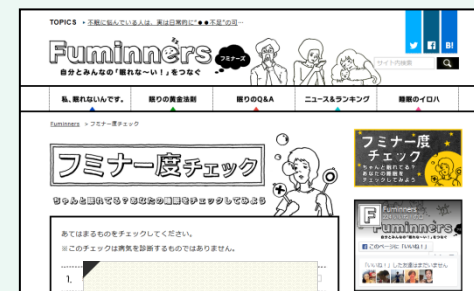 TOPICS ・不眠に悩んでいる人は、実は日常的に“●●不足”の可…
Fuminners
フミナーズ
自分とみんなの「眠れな〜い！」をつなぐ
サイト内検索
私、眠れないんです。
眠りの黄金法則
眠りのQ&A
ニュース&ランキング
睡眠のイロハ
Fuminners > フミナー度チェック
フミナー度チェック
ちゃんと眠れてる？あなたの睡眠をチェックしてみよう
フミナー度
チェック
ちゃんと眠れてる？
あなたの睡眠を
チェックしてみよう
あてはまるものをチェックしてください。
※このチェックは病気を診断するものではありません。
1.
Fuminners
Fuminners
このページに「いいね！」
「いいね！」した友達はまだいません